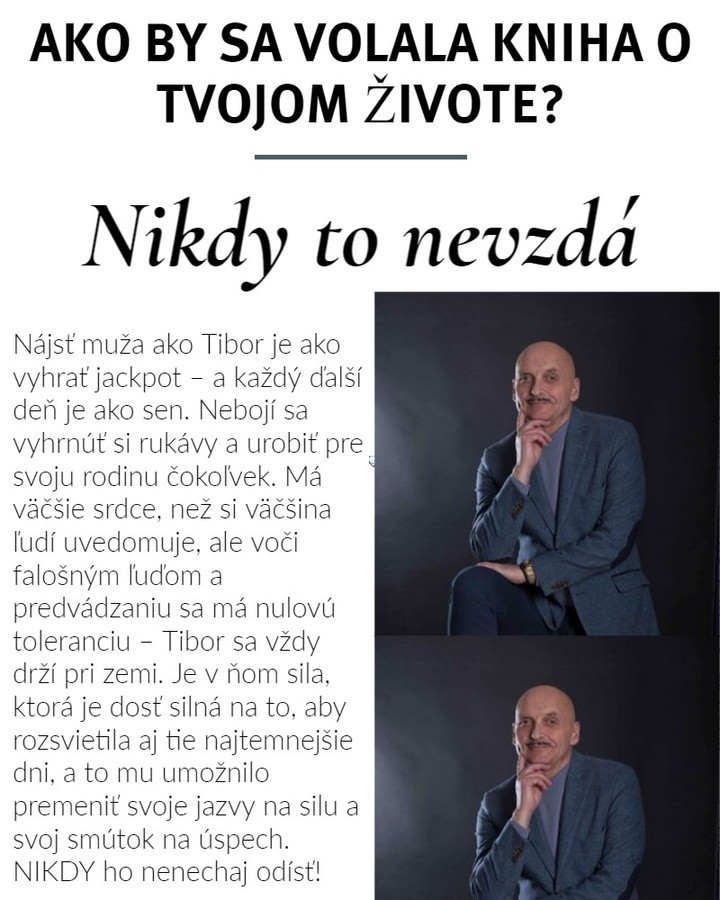 AKO BY SA VOLALA KNIHA O
TVOJOM ŽIVOTE?
Nikdy to nevzdá
Nájsť muža ako Tibor je ako
vyhrať jackpot – a každý ďalší
deň je ako sen. Nebojí sa
vyhrnúť si rukávy a urobiť pre
svoju rodinu čokoľvek. Má
väčšie srdce, než si väčšina
ľudí uvedomuje, ale voči
falošným ľuďom a
predvádzaniu sa má nulovú
toleranciu – Tibor sa vždy
drží pri zemi. Je v ňom sila,
ktorá je dosť silná na to, aby
rozsvietila aj tie najtemnejšie
dni, a to mu umožnilo
premeniť svoje jazvy na silu a
svoj smútok na úspech.
NIKDY ho nenechaj odísť!